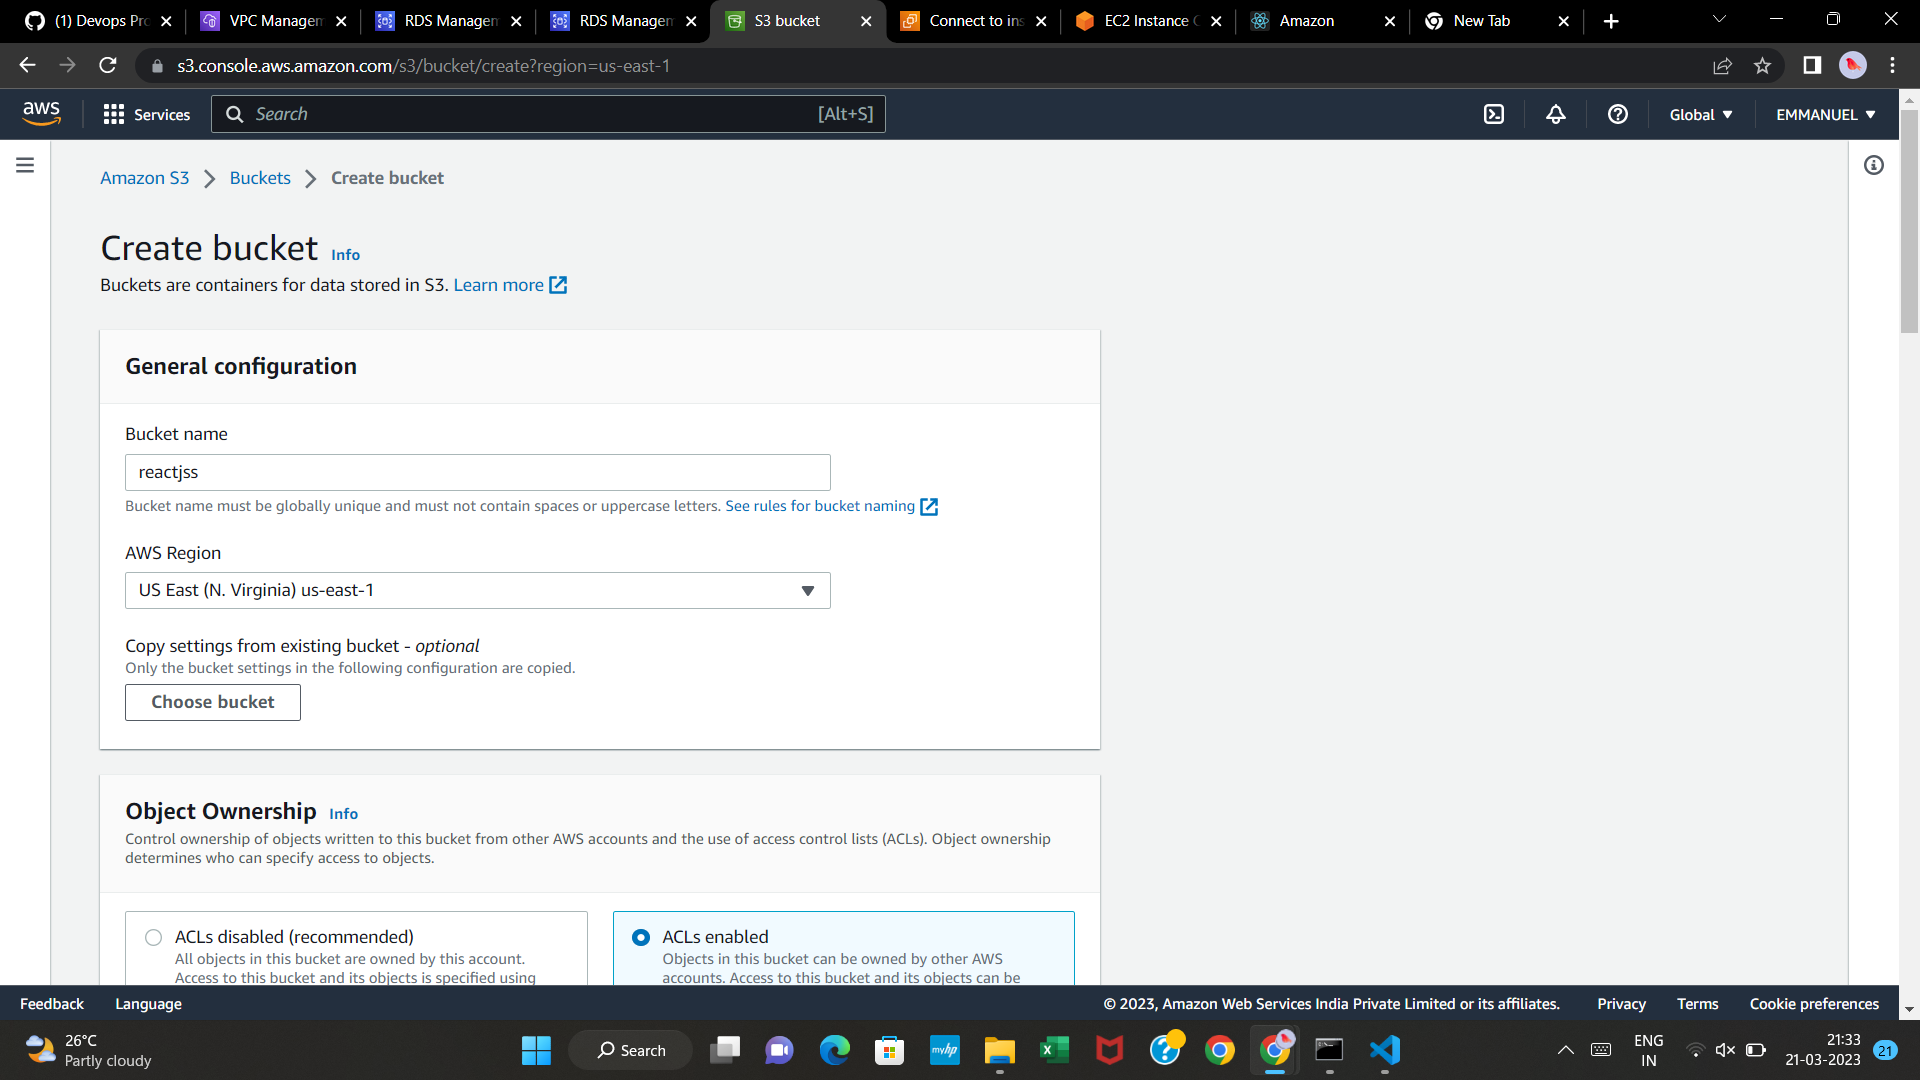 (1) Devops Pro
VPC Managem
RDS Managem
RDS Managem
S3 bucket
Connect to ins
EC2 Instance C
Amazon
New Tab
s3.console.aws.amazon.com/s3/bucket/create?region=us-east-1
aws
Services
Search
[Alt+S]
Global
EMMANUEL
Amazon S3
Buckets
Create bucket
Create bucket Info
Buckets are containers for data stored in S3. Learn more
General configuration
Bucket name
reactjss
Bucket name must be globally unique and must not contain spaces or uppercase letters. See rules for bucket naming
AWS Region
US East (N. Virginia) us-east-1
Copy settings from existing bucket - optional
Only the bucket settings in the following configuration are copied.
Choose bucket
Object Ownership Info
Control ownership of objects written to this bucket from other AWS accounts and the use of access control lists (ACLs). Object ownership
determines who can specify access to objects.
ACLs disabled (recommended)
All objects in this bucket are owned by this account.
Access to this bucket and its objects is specified using
ACLs enabled
Objects in this bucket can be owned by other AWS
accounts. Access to this bucket and its objects can be
Feedback
Language
© 2023, Amazon Web Services India Private Limited or its affiliates.
Privacy
Terms
Cookie preferences
26°C
Partly cloudy
Search
myhp
ENG
IN
21:33
21-03-2023
21